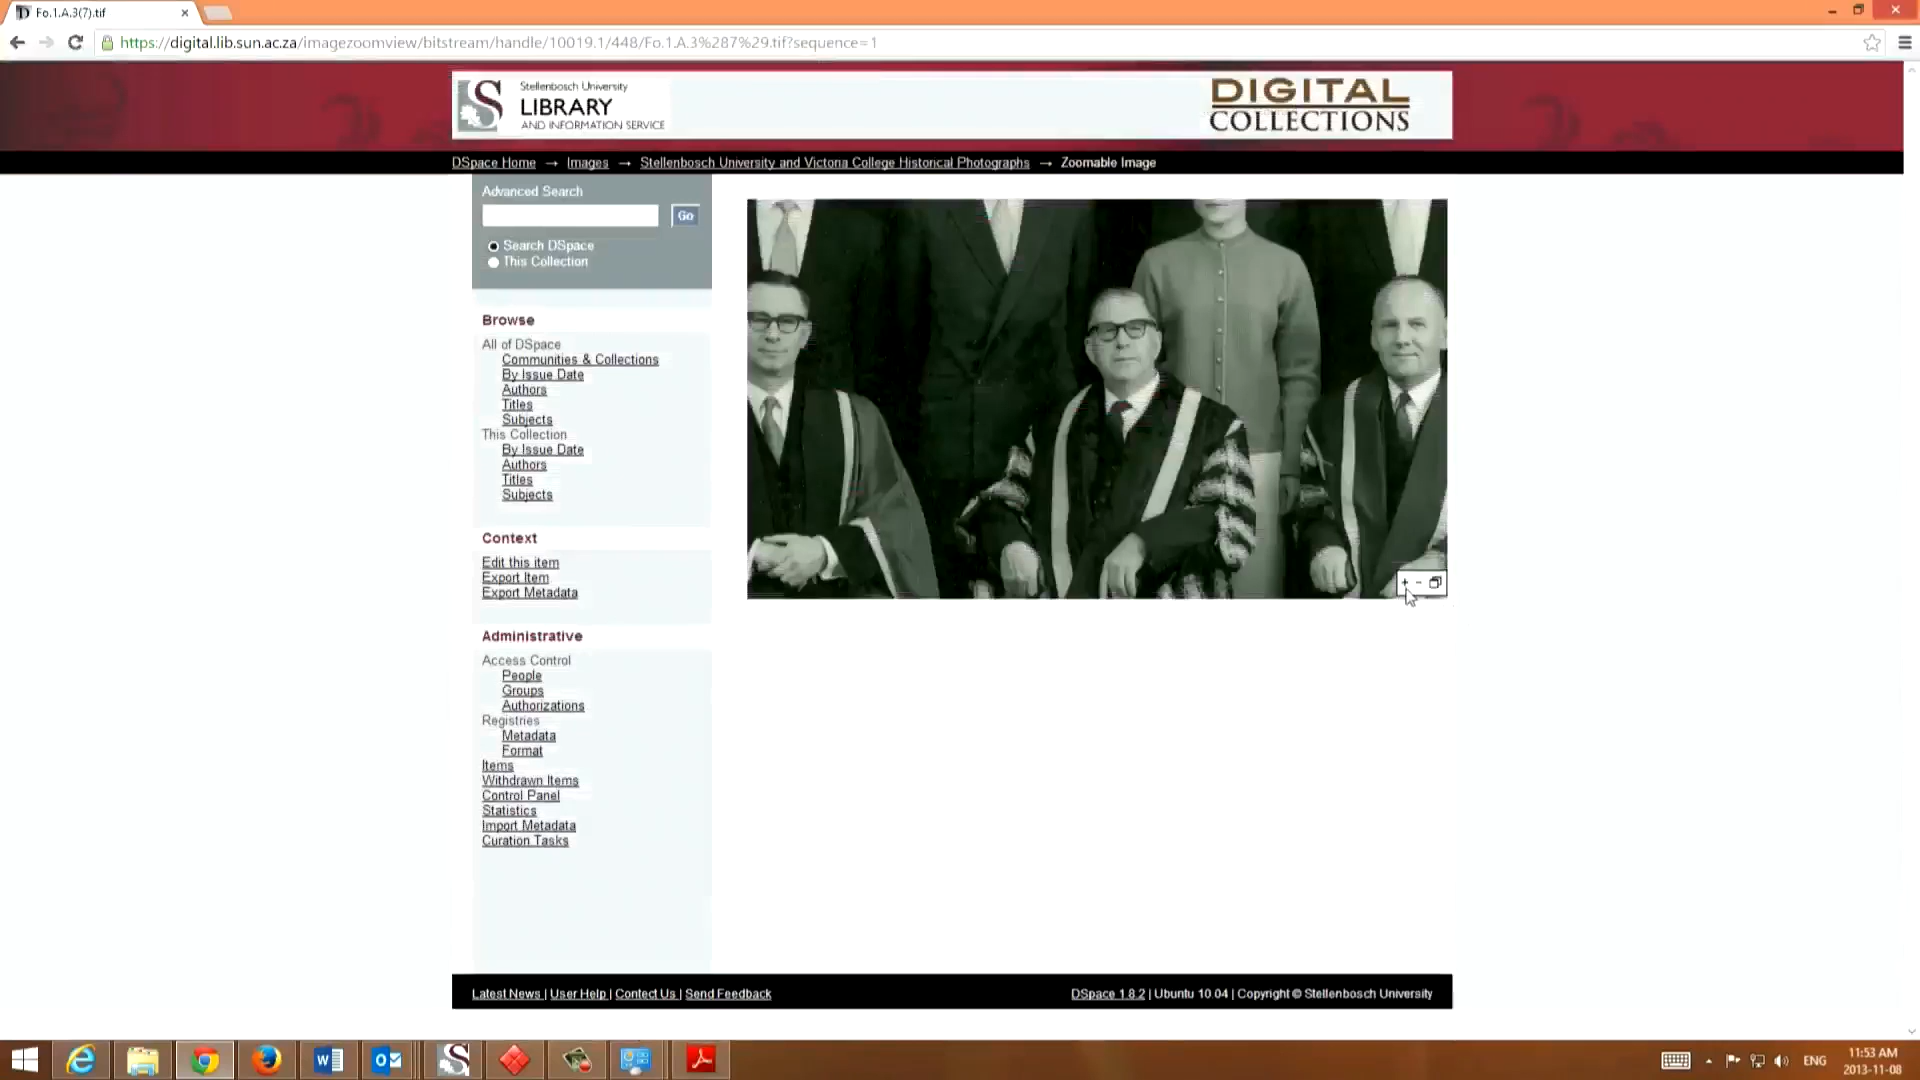 Fo.1.A.3(7).tif
https://digital.lib.sun.ac.za/imagezoomview/bitstream/handle/10019.1/448/Fo.1.A.3%287%29.tif?sequence=1
Stellenbosch University
LIBRARY
AND INFORMATION SERVICE
DIGITAL
COLLECTIONS
DSpace Home → Images → Stellenbosch University and Victoria College Historical Photographs → Zoomable Image
Advanced Search
Go
Search DSpace
This Collection
Browse
All of DSpace
Communities & Collections
By Issue Date
Authors
Titles
Subjects
This Collection
By Issue Date
Authors
Titles
Subjects
Context
Edit this item
Export Item
Export Metadata
Administrative
Access Control
People
Groups
Authorizations
Registries
Metadata
Format
Items
Withdrawn Items
Control Panel
Statistics
Import Metadata
Curation Tasks
+ -
Latest News | User Help | Contact Us | Send Feedback
DSpace 1.8.2 | Ubuntu 10.04 | Copyright © Stellenbosch University
ENG
11:53 AM
2013-11-08